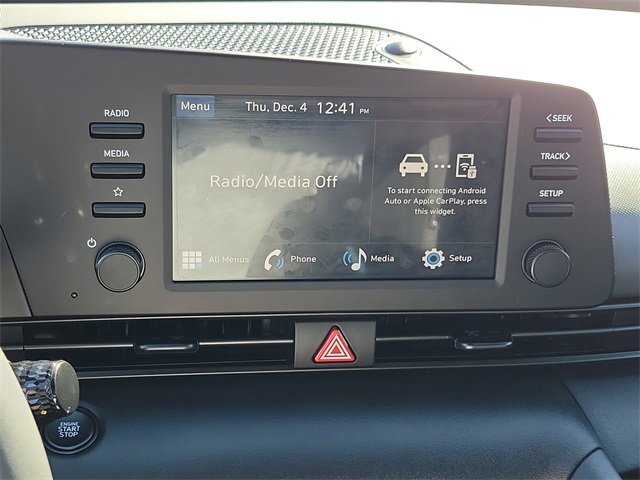 RADIO
MEDIA
Menu
Thu, Dec. 4 12:41 PM
Radio/Media Off
To start connecting Android
Auto or Apple CarPlay, press
this widget.
All Menus
Phone
Media
Setup
<SEEK
TRACK>
SETUP
ENGINE
START
STOP